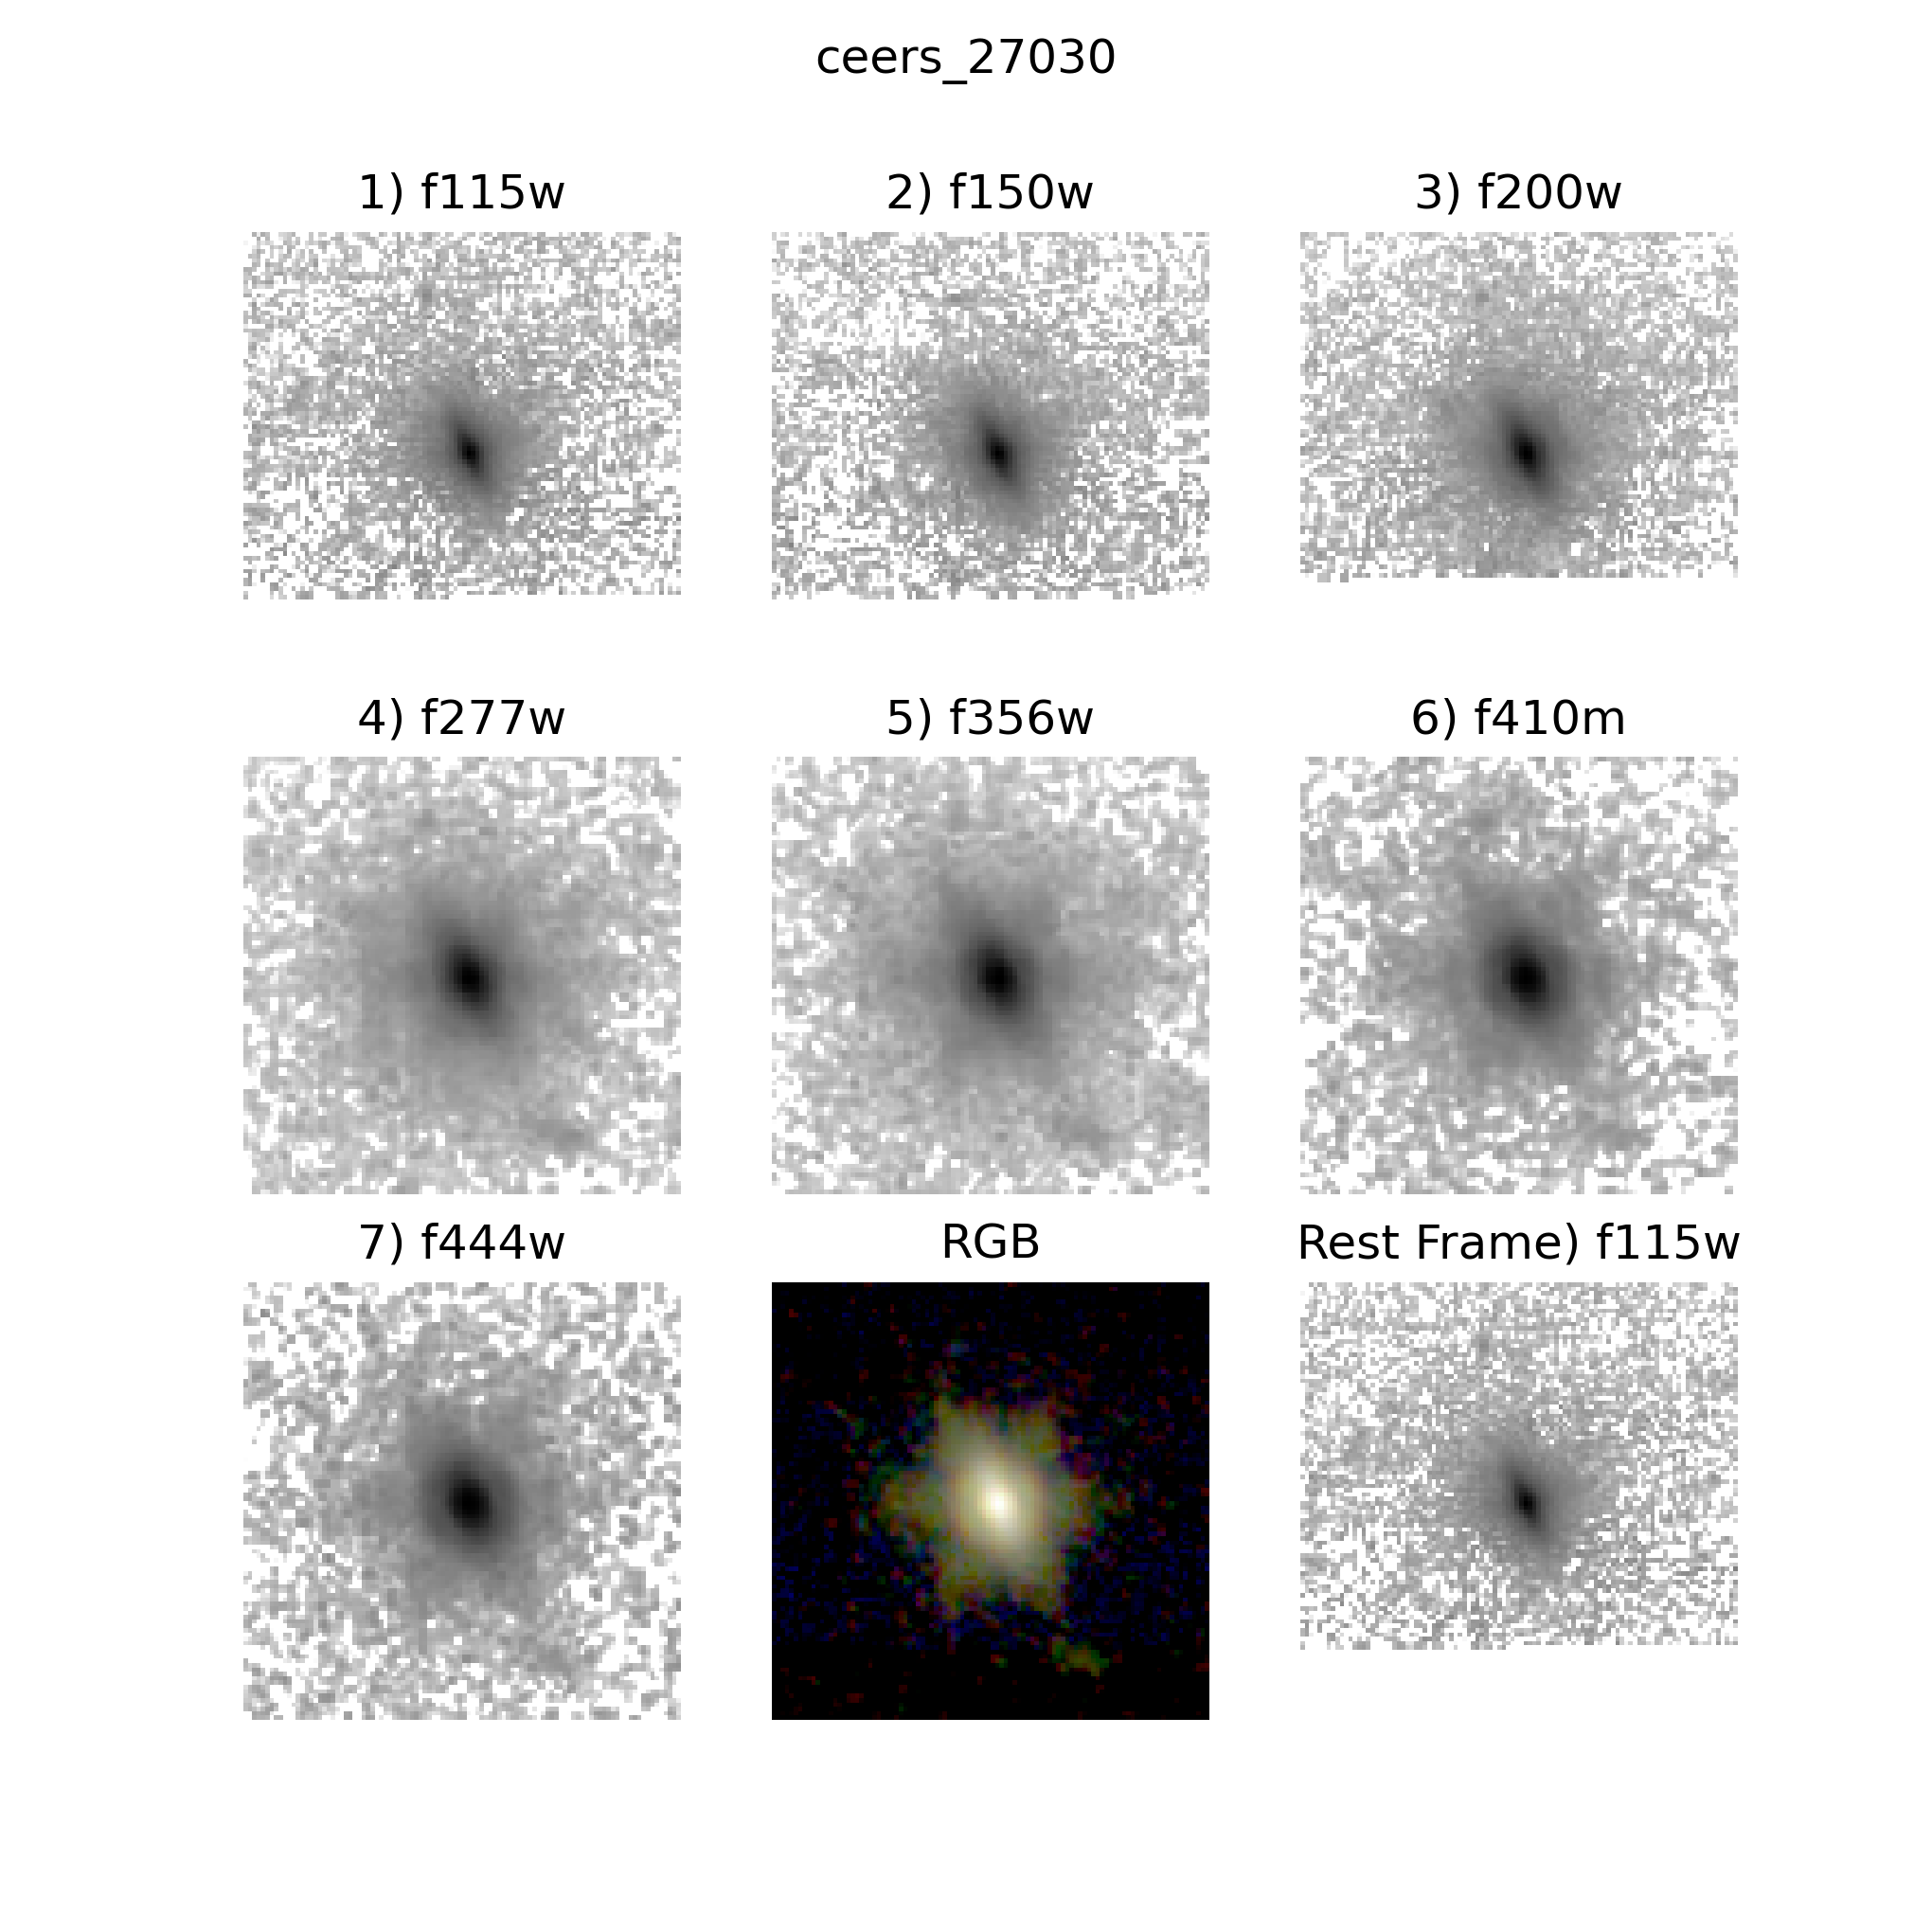 ceers_27030
1) f115w
2) f150w
3) f200w
4) f277w
5) f356w
6) f410m
7) f444w
RGB
Rest Frame) f115w